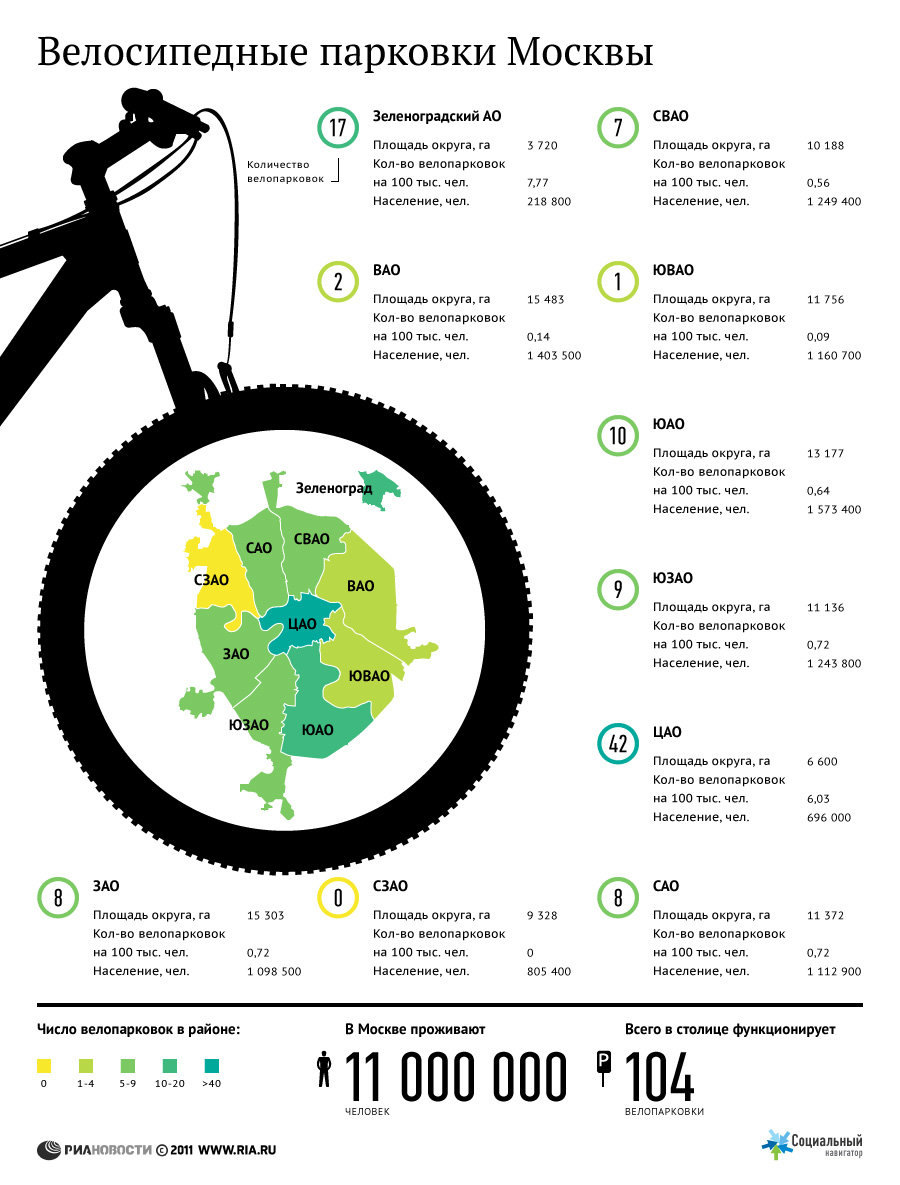 Велосипедные парковки Москвы
Количество
велопарковок
17
Зеленоградский АО
Площадь округа, га 3 720
Кол-во велопарковок
на 100 тыс. чел. 7,77
Население, чел. 218 800
7
СВАО
Площадь округа, га 10 188
Кол-во велопарковок
на 100 тыс. чел. 0,56
Население, чел. 1 249 400
2
ВАО
Площадь округа, га 15 483
Кол-во велопарковок
на 100 тыс. чел. 0,14
Население, чел. 1 403 500
1
ЮВАО
Площадь округа, га 11 756
Кол-во велопарковок
на 100 тыс. чел. 0,09
Население, чел. 1 160 700
10
ЮАО
Площадь округа, га 13 177
Кол-во велопарковок
на 100 тыс. чел. 0,64
Население, чел. 1 573 400
9
ЮЗАО
Площадь округа, га 11 136
Кол-во велопарковок
на 100 тыс. чел. 0,72
Население, чел. 1 243 800
42
ЦАО
Площадь округа, га 6 600
Кол-во велопарковок
на 100 тыс. чел. 6,03
Население, чел. 696 000
Зеленоград
САО
СВАО
СЗАО
ВАО
ЦАО
ЗАО
ЮВАО
ЮЗАО
ЮАО
8
ЗАО
Площадь округа, га 15 303
Кол-во велопарковок
на 100 тыс. чел. 0,72
Население, чел. 1 098 500
0
СЗАО
Площадь округа, га 9 328
Кол-во велопарковок
на 100 тыс. чел. 0
Население, чел. 805 400
8
САО
Площадь округа, га 11 372
Кол-во велопарковок
на 100 тыс. чел. 0,72
Население, чел. 1 112 900
Число велопарковок в районе:
0 1-4 5-9 10-20 >40
В Москве проживают
11 000 000
ЧЕЛОВЕК
Всего в столице функционирует
P
104
ВЕЛОПАРКОВКИ
РИАНОВОСТИ © 2011 WWW.RIA.RU
Социальный
навигатор